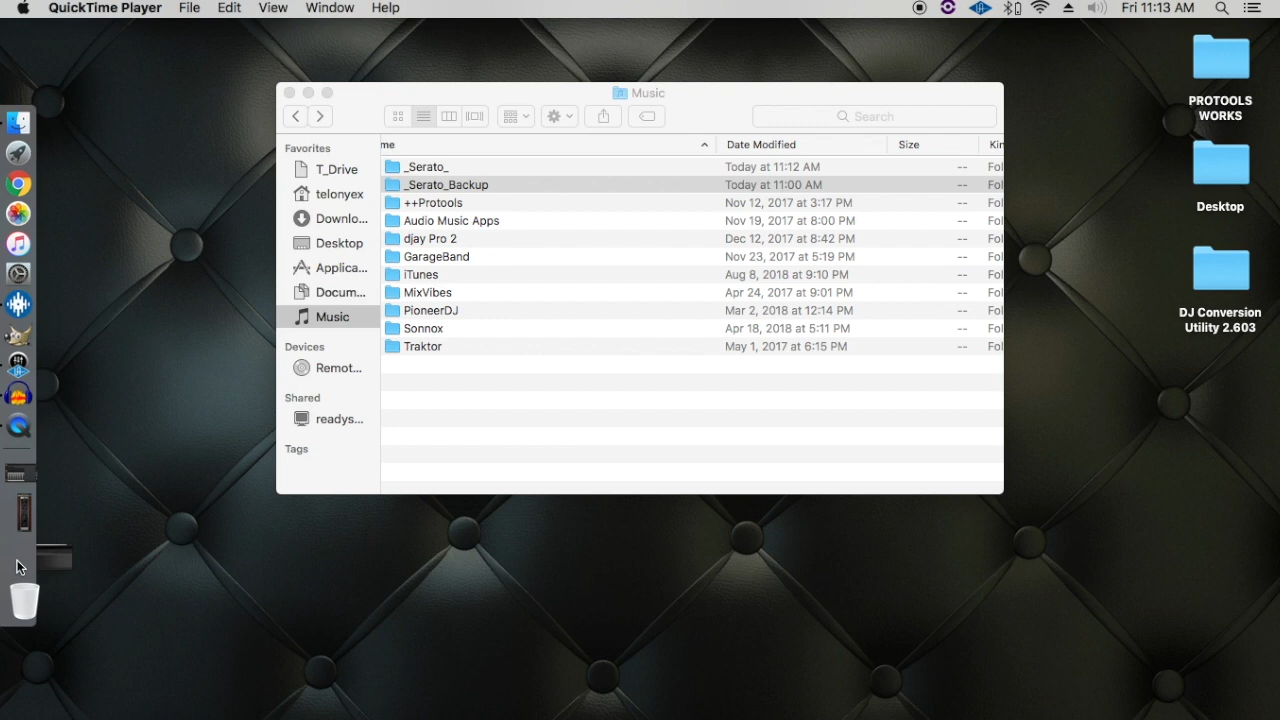 QuickTime Player File Edit View Window Help Fri 11:13 AM
Music
Search
Favorites
T_Drive
telonyex
Downlo...
Desktop
Applica...
Docum...
Music
Devices
Remot...
Shared
readys...
Tags
me Date Modified Size Kin
_Serato_ Today at 11:12 AM -- Fol
_Serato_Backup Today at 11:00 AM -- Fol
++Protools Nov 12, 2017 at 3:17 PM -- Fol
Audio Music Apps Nov 19, 2017 at 8:00 PM -- Fol
djay Pro 2 Dec 12, 2017 at 8:42 PM -- Fol
GarageBand Nov 23, 2017 at 5:19 PM -- Fol
iTunes Aug 8, 2018 at 9:10 PM -- Fol
MixVibes Apr 24, 2017 at 9:01 PM -- Fol
PioneerDJ Mar 2, 2018 at 12:14 PM -- Fol
Sonnox Apr 18, 2018 at 5:11 PM -- Fol
Traktor May 1, 2017 at 6:15 PM -- Fol
PROTOOLS
WORKS
Desktop
DJ Conversion
Utility 2.603